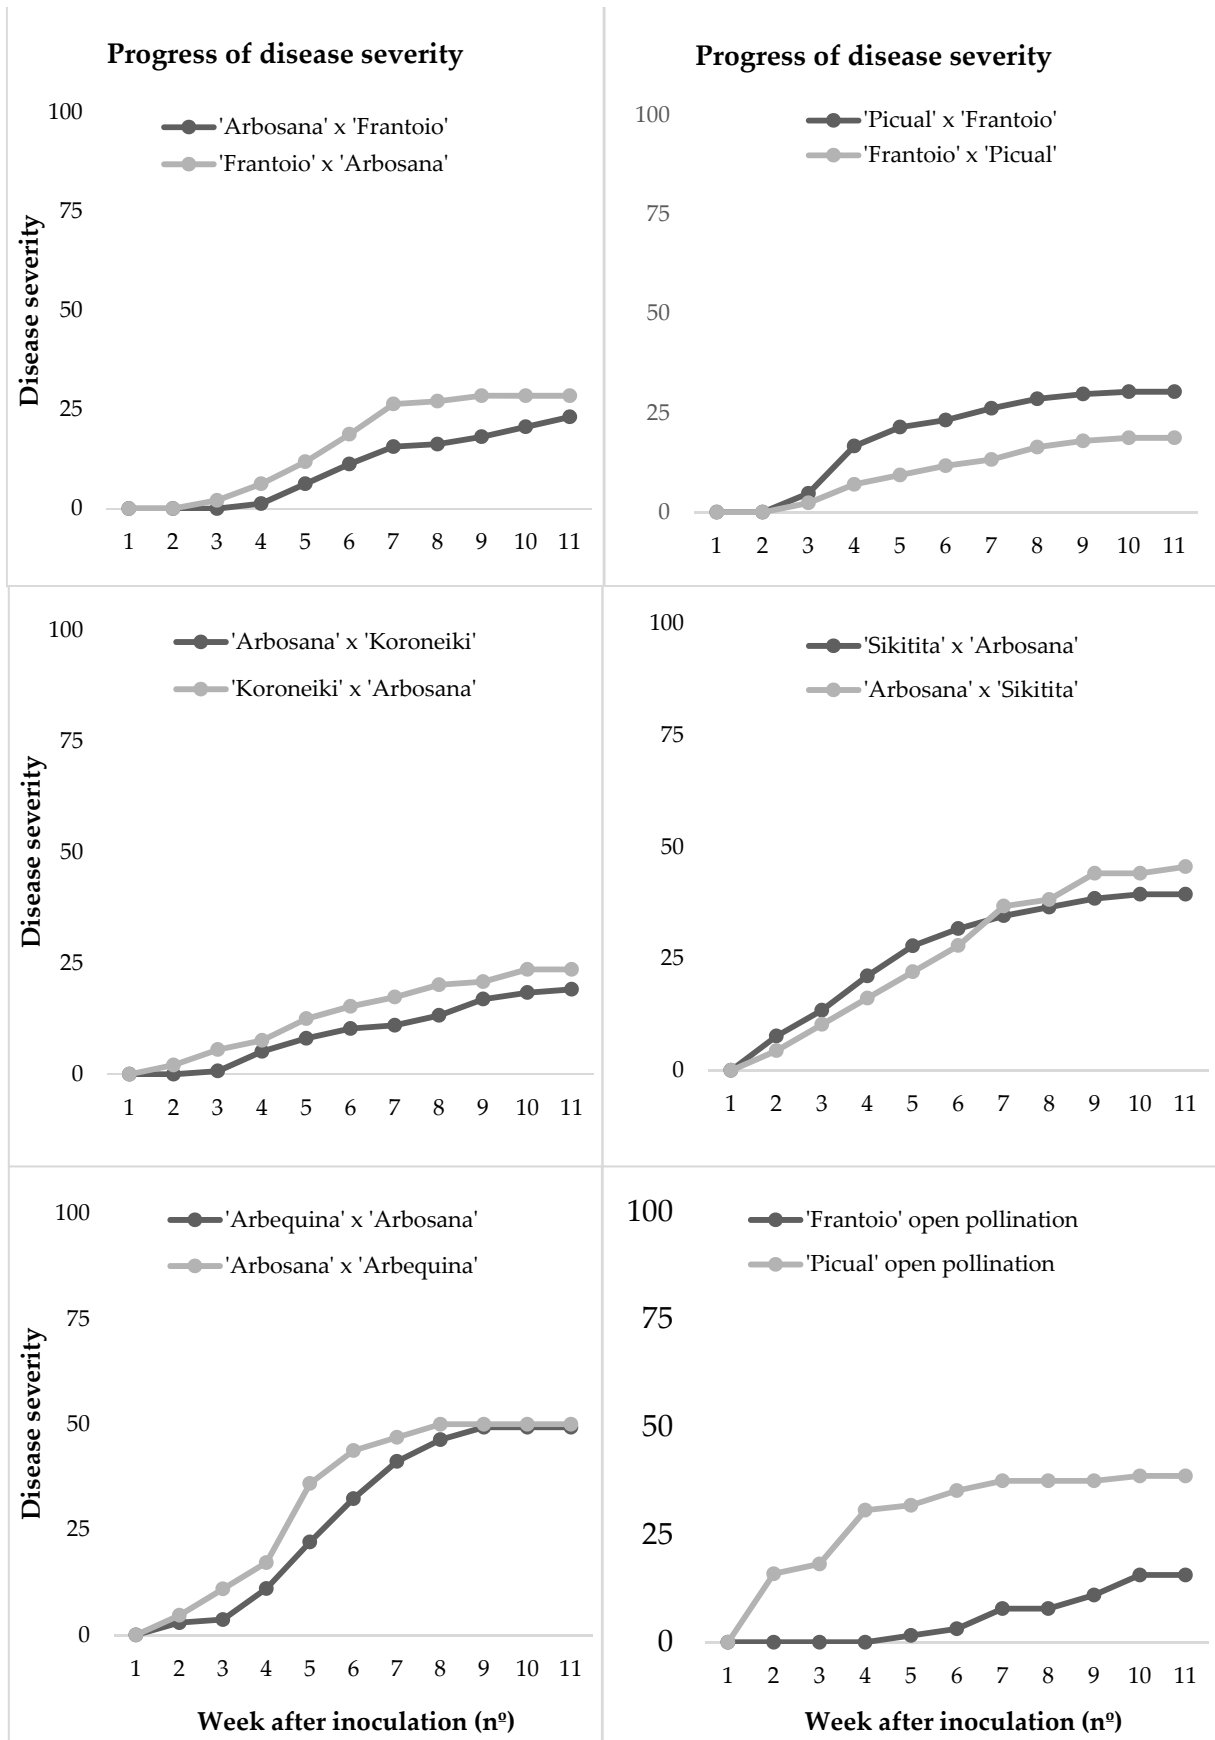 Progress of disease severity
100
'Arbosana' x 'Frantoio'
'Frantoio' x 'Arbosana'
75
50
25
0
Disease severity
1 2 3 4 5 6 7 8 9 10 11
Progress of disease severity
100
'Picual' x 'Frantoio'
'Frantoio' x 'Picual'
75
50
25
0
1 2 3 4 5 6 7 8 9 10 11
100
'Arbosana' x 'Koroneiki'
'Koroneiki' x 'Arbosana'
75
50
25
0
Disease severity
1 2 3 4 5 6 7 8 9 10 11
100
'Sikitita' x 'Arbosana'
'Arbosana' x 'Sikitita'
75
50
25
0
1 2 3 4 5 6 7 8 9 10 11
100
'Arbequina' x 'Arbosana'
'Arbosana' x 'Arbequina'
75
50
25
0
Disease severity
1 2 3 4 5 6 7 8 9 10 11
Week after inoculation (nº)
100
'Frantoio' open pollination
'Picual' open pollination
75
50
25
0
1 2 3 4 5 6 7 8 9 10 11
Week after inoculation (nº)